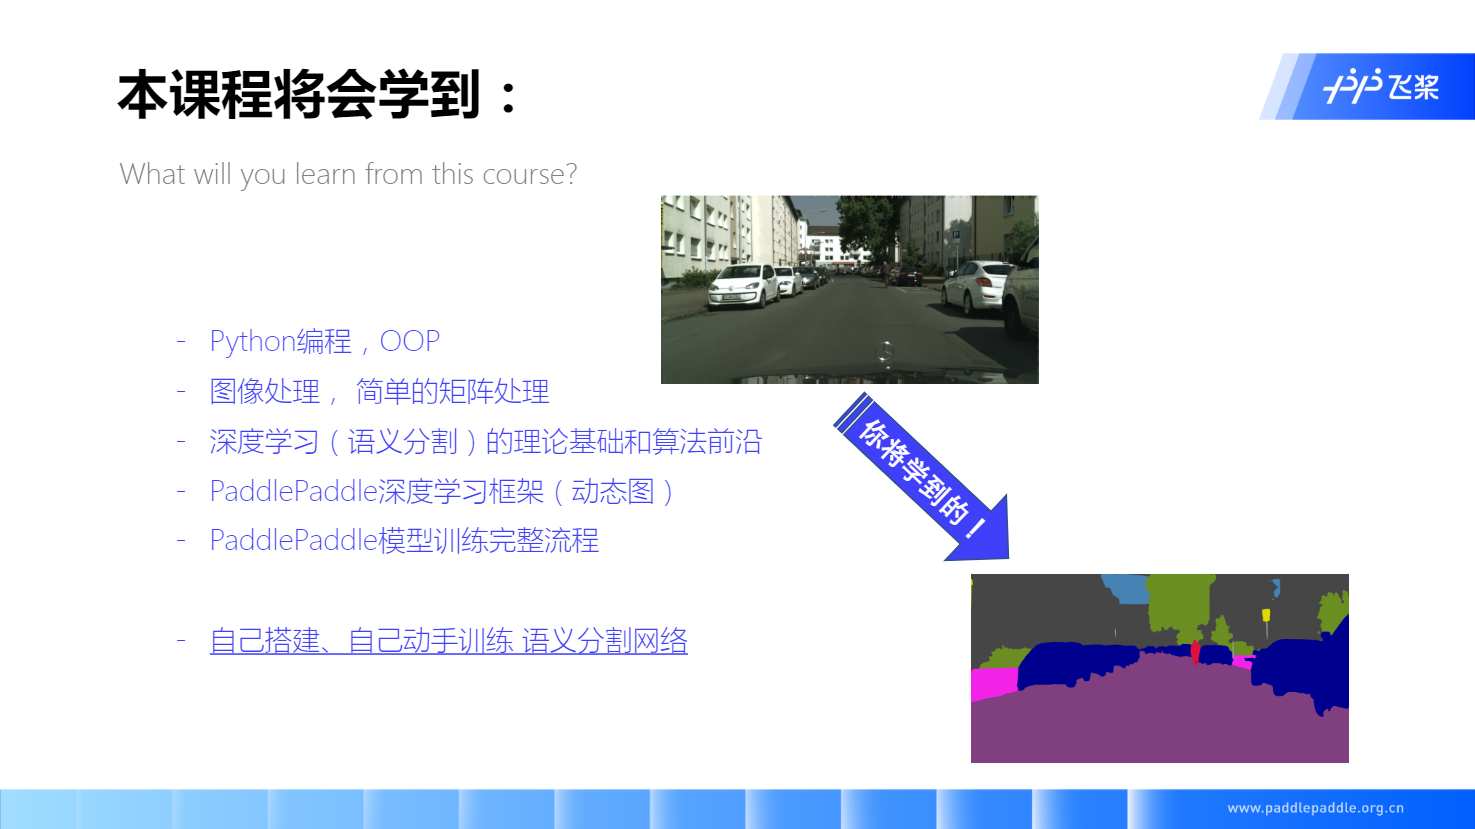 本课程将会学到：
飞桨
What will you learn from this course?
- Python编程，OOP
- 图像处理， 简单的矩阵处理
- 深度学习（语义分割）的理论基础和算法前沿
- PaddlePaddle深度学习框架（动态图）
- PaddlePaddle模型训练完整流程
你将学到的！
- 自己搭建、自己动手训练 语义分割网络
www.paddlepaddle.org.cn